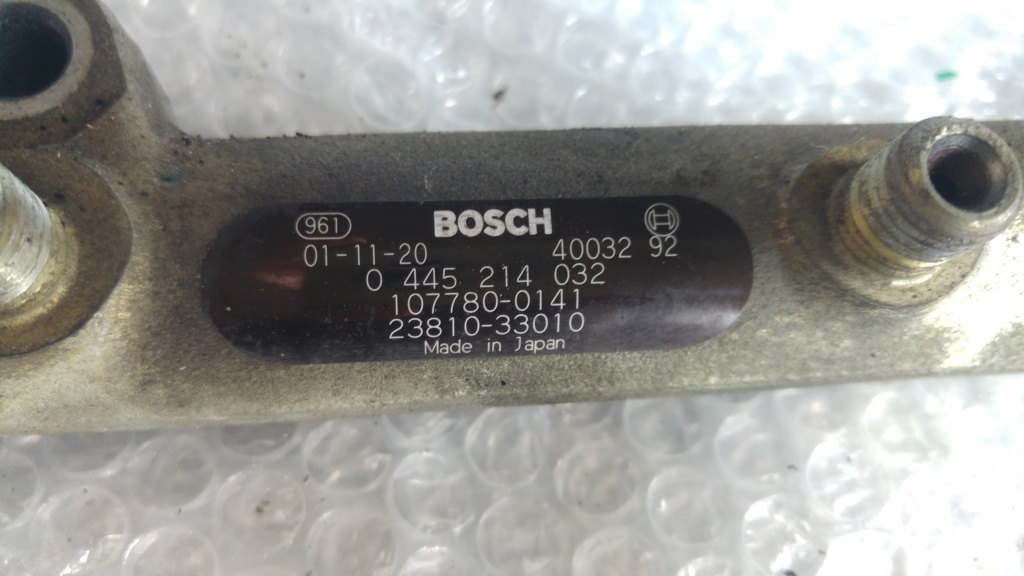 961 BOSCH
01-11-20 40032 92
0 445 214 032
107780-0141
23810-33010
Made in Japan